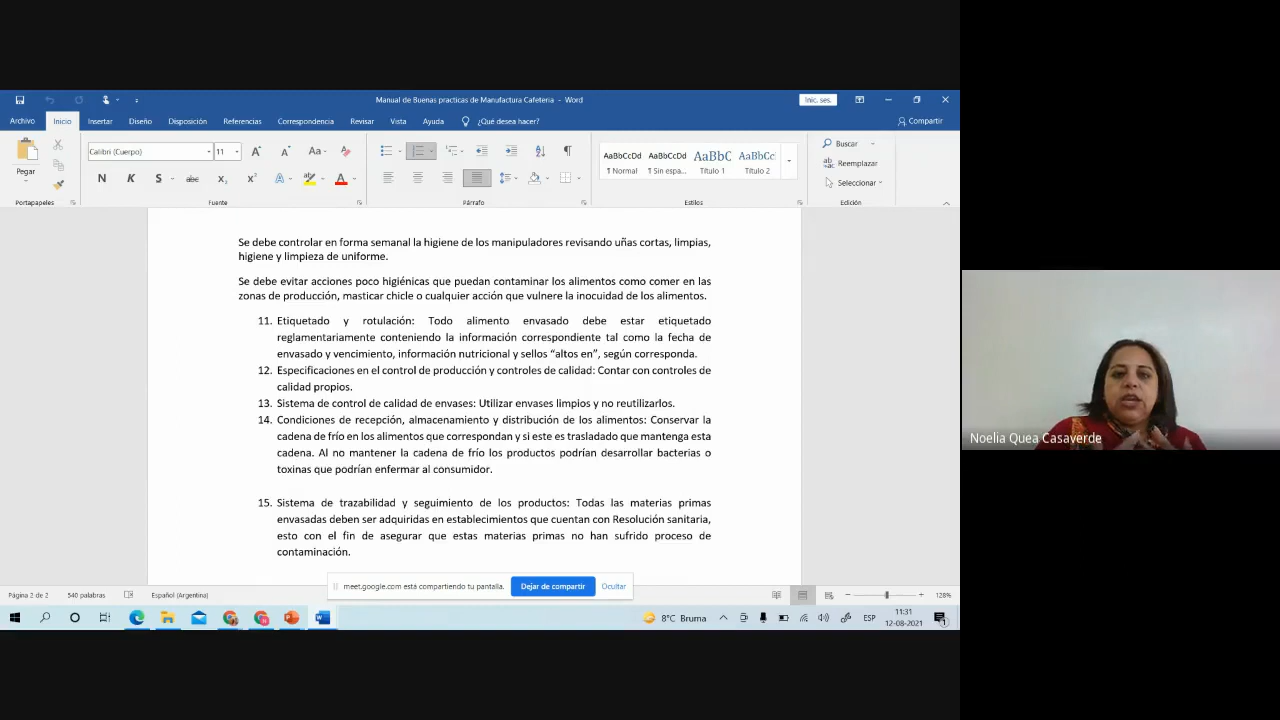 Manual de Buenas practicas de Manufactura Cafeteria - Word
Inic. ses.
Archivo Inicio Insertar Diseño Disposición Referencias Correspondencia Revisar Vista Ayuda ¿Qué desea hacer? Compartir
Pegar
Calibri (Cuerpo) 11
AaBbCcDd AaBbCcDd AaBbC AaBbCc
¶ Normal ¶ Sin espa... Título 1 Título 2
Buscar
Reemplazar
Seleccionar
Portapapeles Fuente Párrafo Estilos Edición
Se debe controlar en forma semanal la higiene de los manipuladores revisando uñas cortas, limpias,
higiene y limpieza de uniforme.
Se debe evitar acciones poco higiénicas que puedan contaminar los alimentos como comer en las
zonas de producción, masticar chicle o cualquier acción que vulnere la inocuidad de los alimentos.
11. Etiquetado y rotulación: Todo alimento envasado debe estar etiquetado
reglamentariamente conteniendo la información correspondiente tal como la fecha de
envasado y vencimiento, información nutricional y sellos “altos en”, según corresponda.
12. Especificaciones en el control de producción y controles de calidad: Contar con controles de
calidad propios.
13. Sistema de control de calidad de envases: Utilizar envases limpios y no reutilizarlos.
14. Condiciones de recepción, almacenamiento y distribución de los alimentos: Conservar la
cadena de frío en los alimentos que correspondan y si este es trasladado que mantenga esta
cadena. Al no mantener la cadena de frío los productos podrían desarrollar bacterias o
toxinas que podrían enfermar al consumidor.
15. Sistema de trazabilidad y seguimiento de los productos: Todas las materias primas
envasadas deben ser adquiridas en establecimientos que cuentan con Resolución sanitaria,
esto con el fin de asegurar que estas materias primas no han sufrido proceso de
contaminación.
meet.google.com está compartiendo tu pantalla. Dejar de compartir Ocultar
Página 2 de 2 540 palabras Español (Argentina) 128%
8°C Bruma ESP 11:31
12-08-2021
Noelia Quea Casaverde